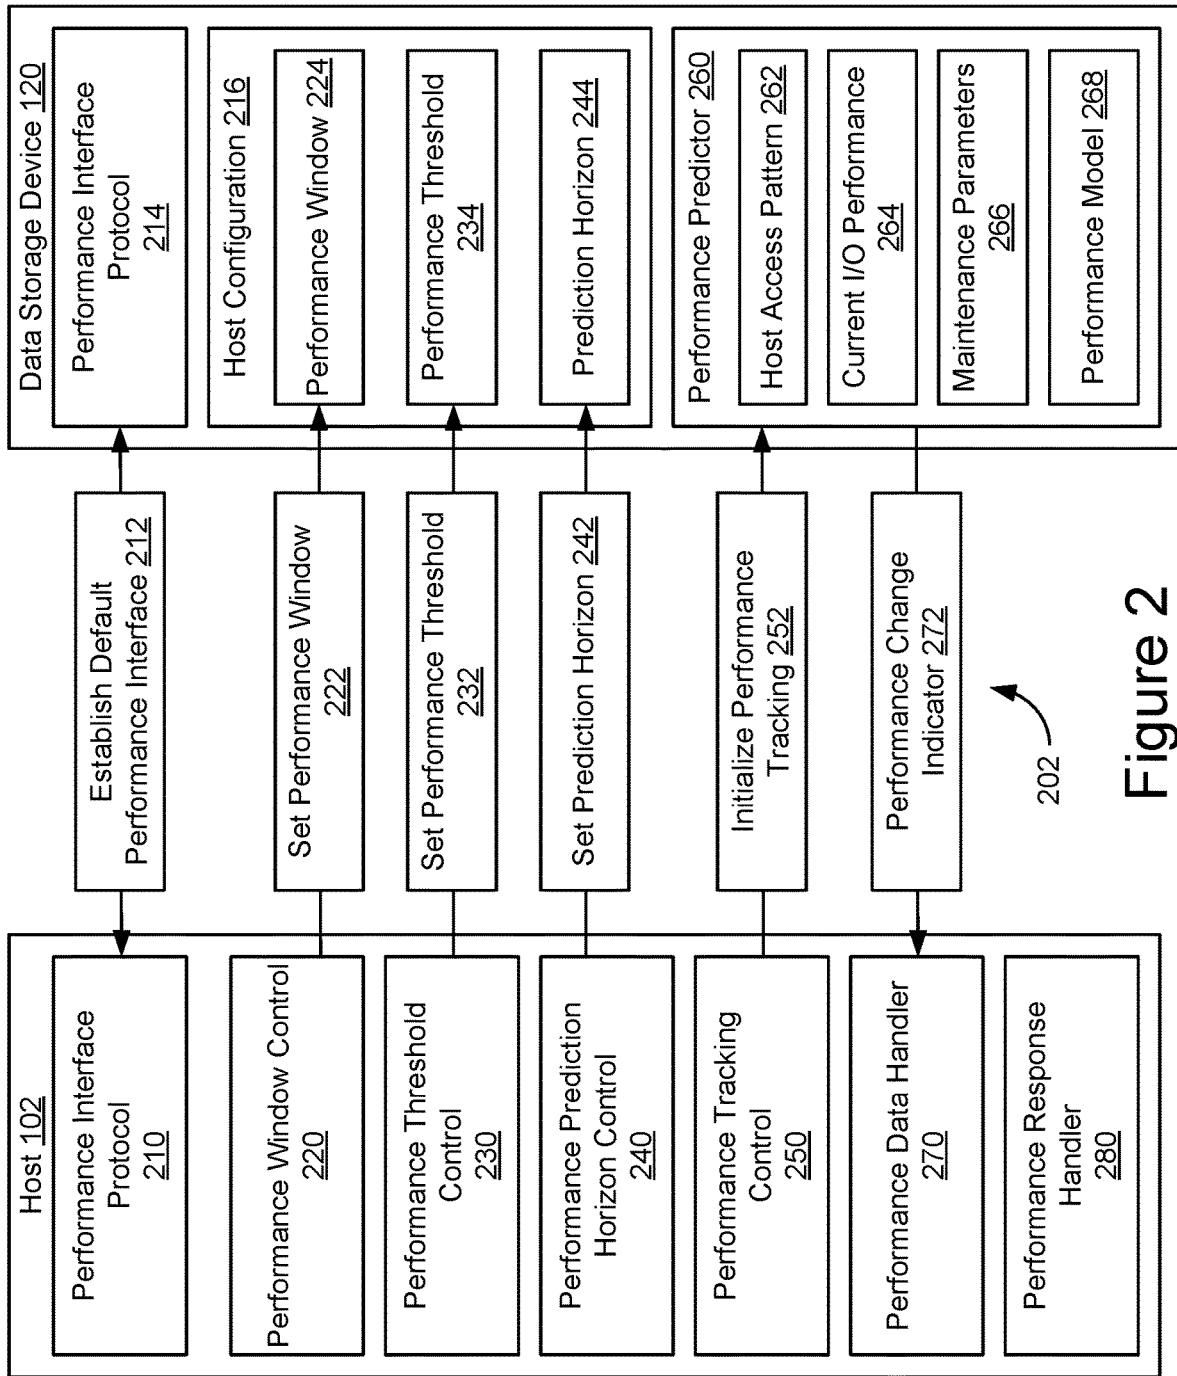 Host 102
Performance Interface
Protocol
210
Performance Window Control
220
Performance Threshold
Control
230
Performance Prediction
Horizon Control
240
Performance Tracking
Control
250
Performance Data Handler
270
Performance Response
Handler
280
Establish Default
Performance Interface 212
Set Performance Window
222
Set Performance Threshold
232
Set Prediction Horizon 242
Initialize Performance
Tracking 252
Performance Change
Indicator 272
202
Data Storage Device 120
Performance Interface
Protocol
214
Host Configuration 216
Performance Window 224
Performance Threshold
234
Prediction Horizon 244
Performance Predictor 260
Host Access Pattern 262
Current I/O Performance
264
Maintenance Parameters
266
Performance Model 268
Figure 2